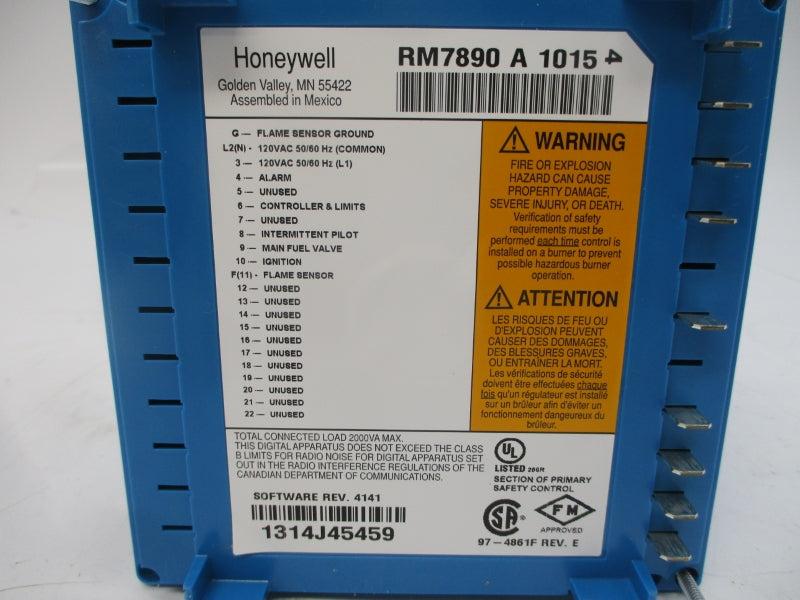 Honeywell
Golden Valley, MN 55422
Assembled in Mexico
RM7890 A 1015 4
G — FLAME SENSOR GROUND
L2(N) - 120VAC 50/60 Hz (COMMON)
3 — 120VAC 50/60 Hz (L1)
4 — ALARM
5 — UNUSED
6 — CONTROLLER & LIMITS
7 — UNUSED
8 — INTERMITTENT PILOT
9 — MAIN FUEL VALVE
10 — IGNITION
F(11) - FLAME SENSOR
12 — UNUSED
13 — UNUSED
14 — UNUSED
15 — UNUSED
16 — UNUSED
17 — UNUSED
18 — UNUSED
19 — UNUSED
20 — UNUSED
21 — UNUSED
22 — UNUSED
WARNING
FIRE OR EXPLOSION
HAZARD CAN CAUSE
PROPERTY DAMAGE,
SEVERE INJURY, OR DEATH.
Verification of safety
requirements must be
performed each time control is
installed on a burner to prevent
possible hazardous burner
operation.
ATTENTION
LES RISQUES DE FEU OU
D'EXPLOSION PEUVENT
CAUSER DES DOMMAGES,
DES BLESSURES GRAVES,
OU ENTRAÎNER LA MORT.
Les vérifications de sécurité
doivent être effectuées chaque
fois qu'un régulateur est installé
sur un brûleur afin d'éviter un
fonctionnement dangeureux du
brûleur.
TOTAL CONNECTED LOAD 2000VA MAX.
THIS DIGITAL APPARATUS DOES NOT EXCEED THE CLASS
B LIMITS FOR RADIO NOISE FOR DIGITAL APPARATUS SET
OUT IN THE RADIO INTERFERENCE REGULATIONS OF THE
CANADIAN DEPARTMENT OF COMMUNICATIONS.
SOFTWARE REV. 4141
1314J45459
UL
LISTED 266R
SECTION OF PRIMARY
SAFETY CONTROL
SA
FM
APPROVED
97-4861F REV. E